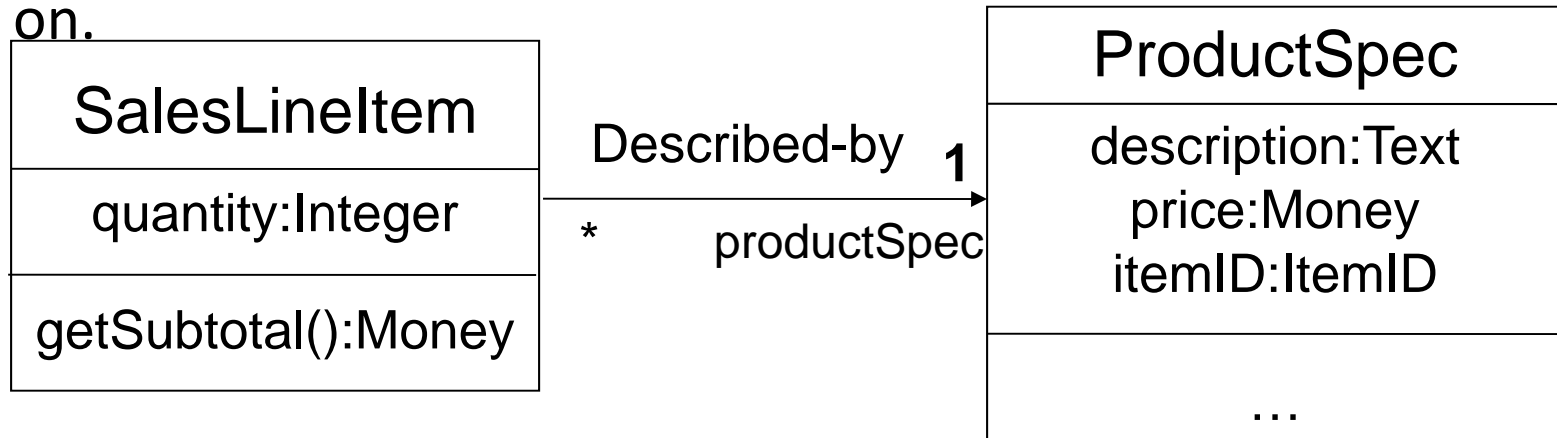 on.
SalesLineItem
quantity:Integer
getSubtotal():Money
Described-by
1
*
productSpec
ProductSpec
description:Text
price:Money
itemID:ItemID
…